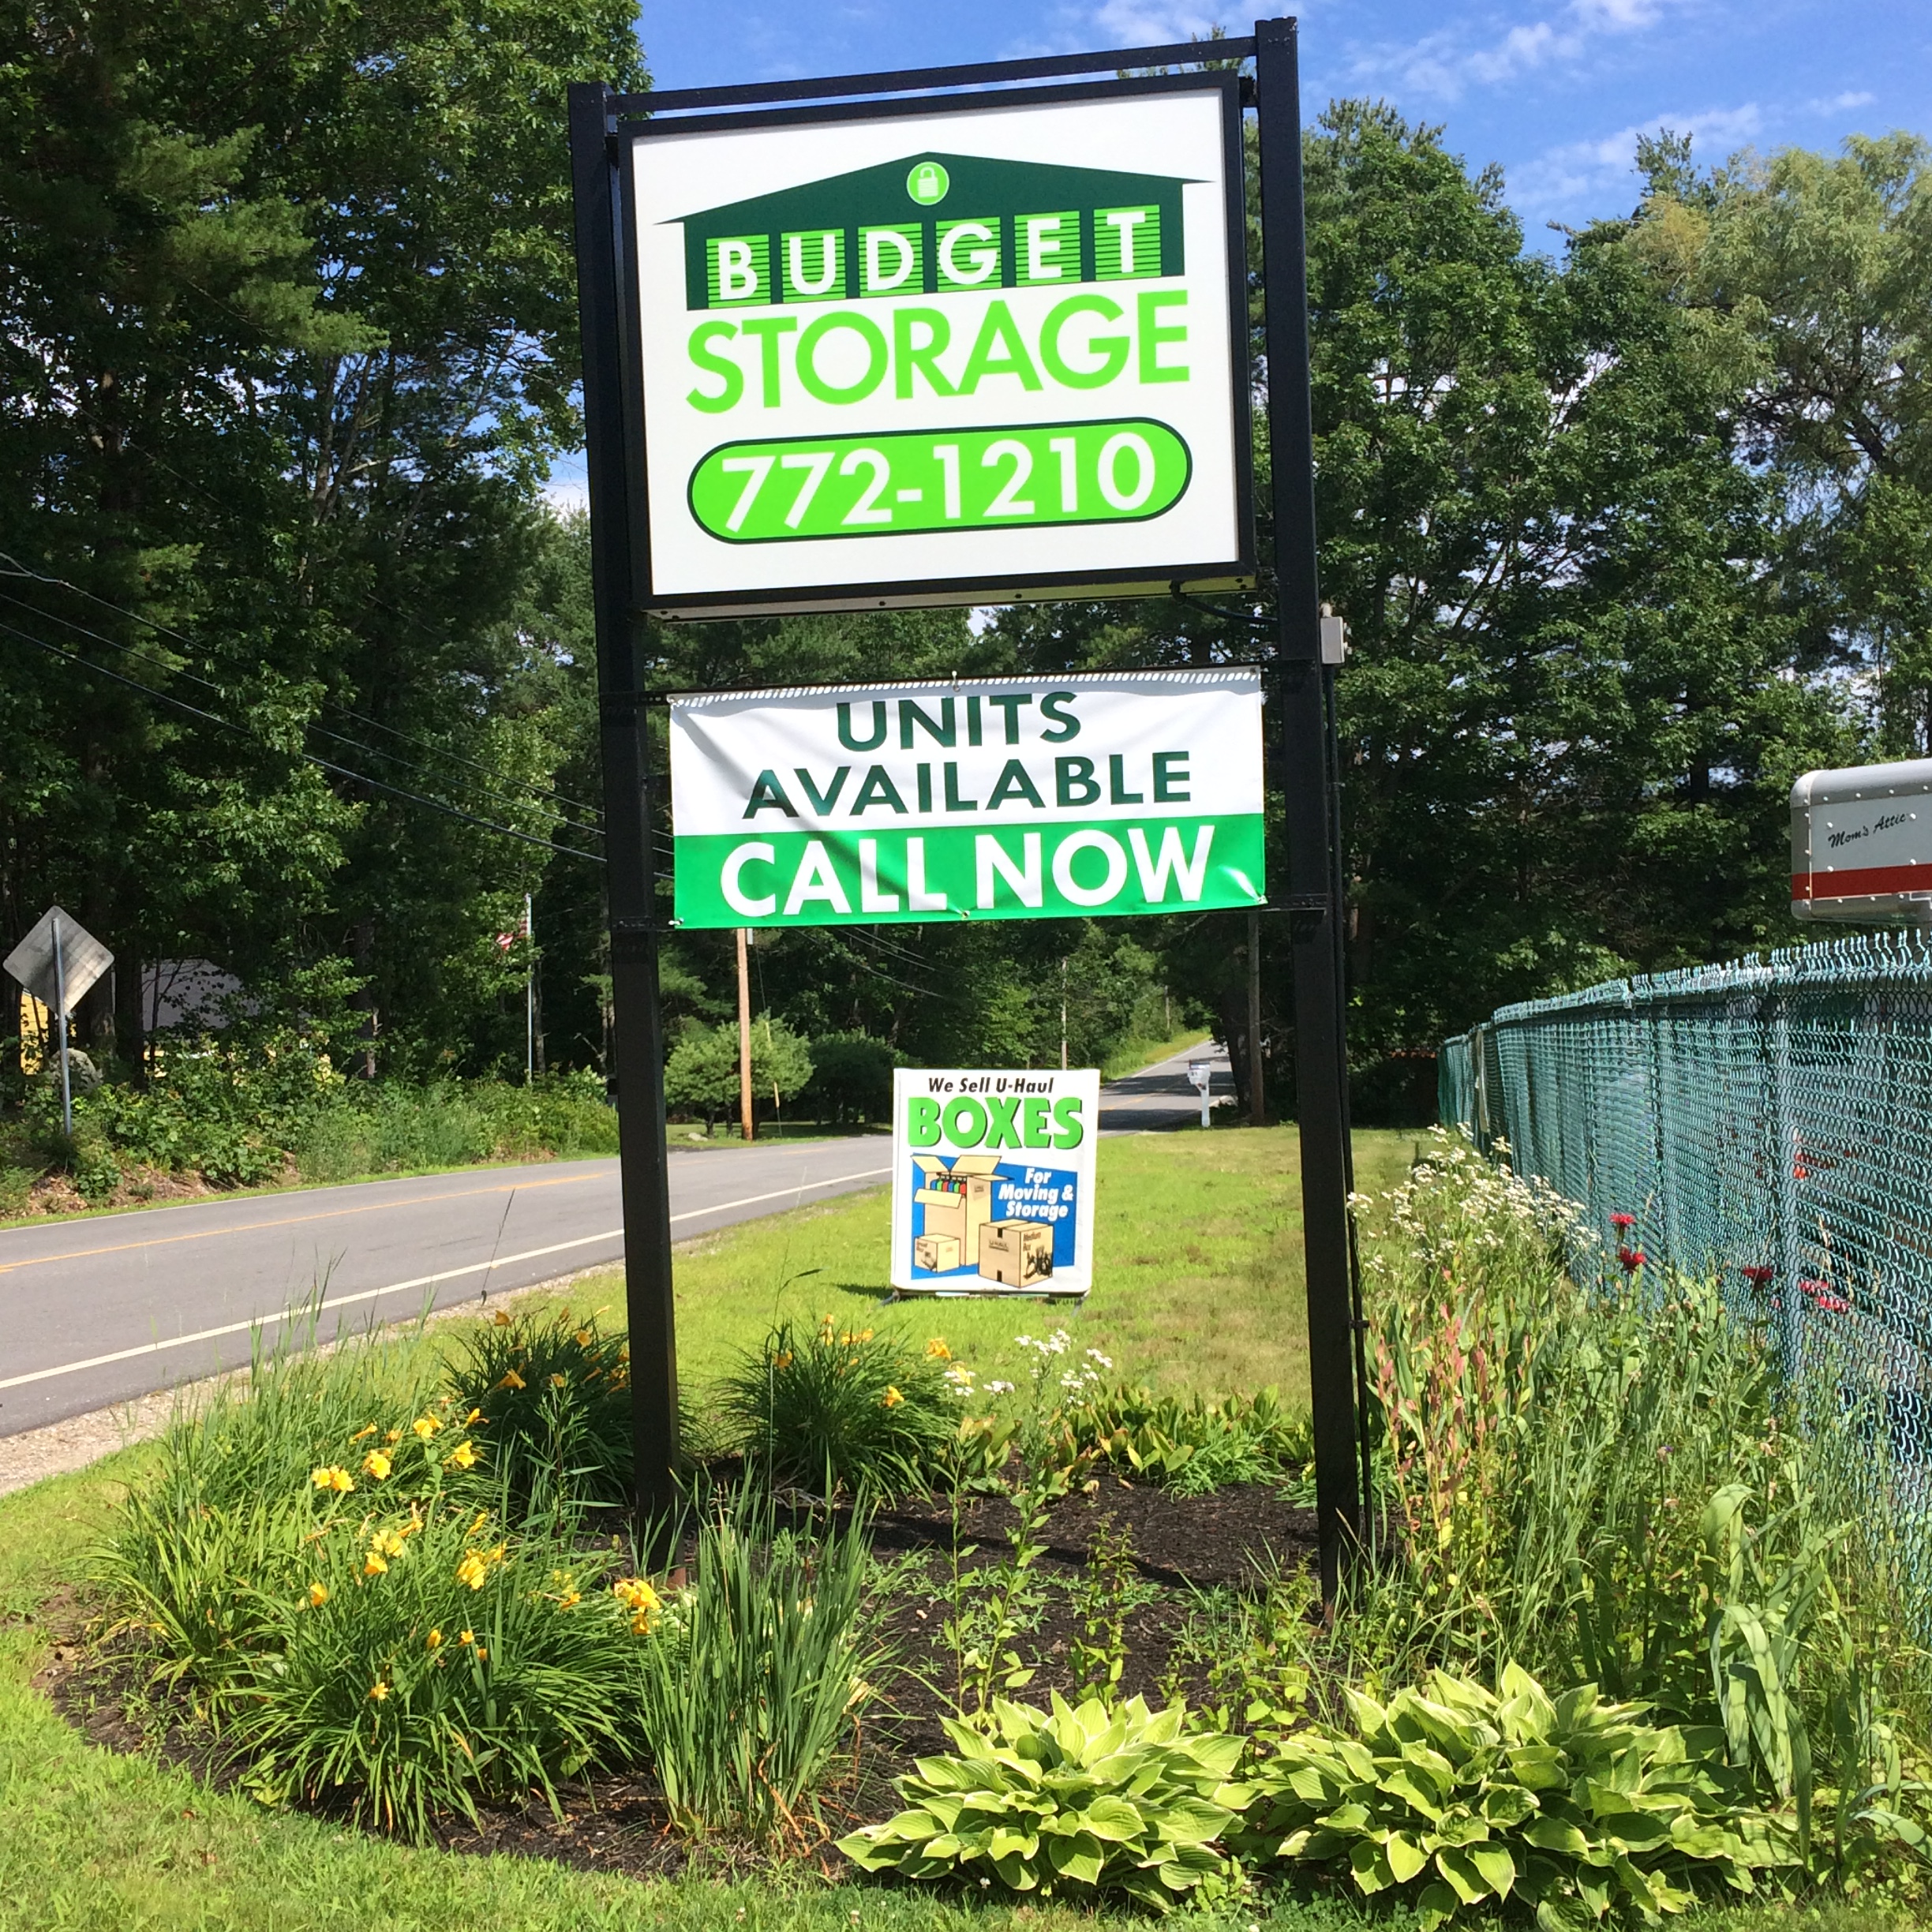 BUDGET
STORAGE
772-1210
UNITS
AVAILABLE
CALL NOW
Mom's Attic
We Sell U-Haul
BOXES
For
Moving &
Storage